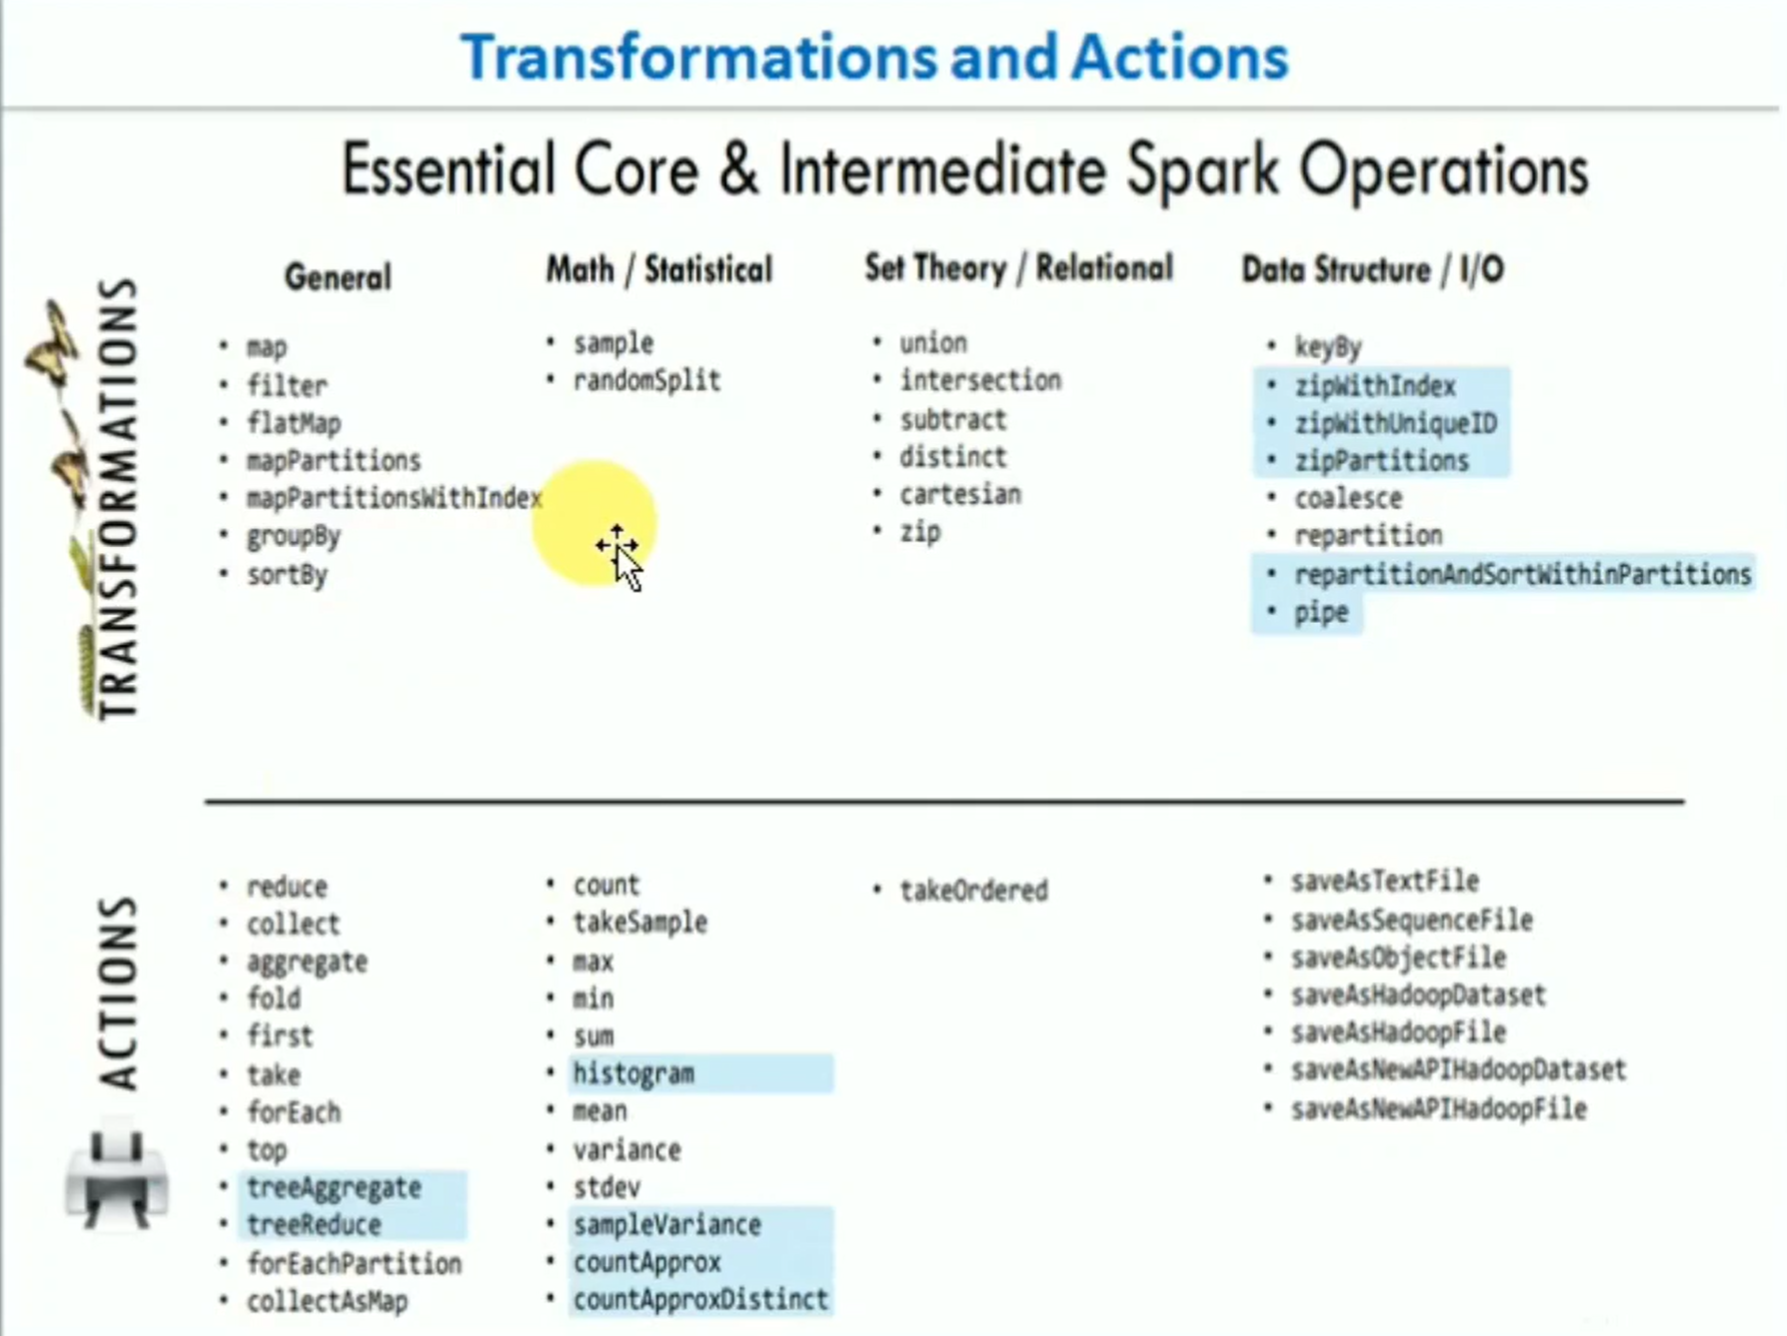 Transformations and Actions
Essential Core & Intermediate Spark Operations
TRANSFORMATIONS
General
• map
• filter
• flatMap
• mapPartitions
• mapPartitionsWithIndex
• groupBy
• sortBy
Math / Statistical
• sample
• randomSplit
Set Theory / Relational
• union
• intersection
• subtract
• distinct
• cartesian
• zip
Data Structure / I/O
• keyBy
• zipWithIndex
• zipWithUniqueID
• zipPartitions
• coalesce
• repartition
• repartitionAndSortWithinPartitions
• pipe
ACTIONS
• reduce
• collect
• aggregate
• fold
• first
• take
• forEach
• top
• treeAggregate
• treeReduce
• forEachPartition
• collectAsMap
• count
• takeSample
• max
• min
• sum
• histogram
• mean
• variance
• stdev
• sampleVariance
• countApprox
• countApproxDistinct
• takeOrdered
• saveAsTextFile
• saveAsSequenceFile
• saveAsObjectFile
• saveAsHadoopDataset
• saveAsHadoopFile
• saveAsNewAPIHadoopDataset
• saveAsNewAPIHadoopFile